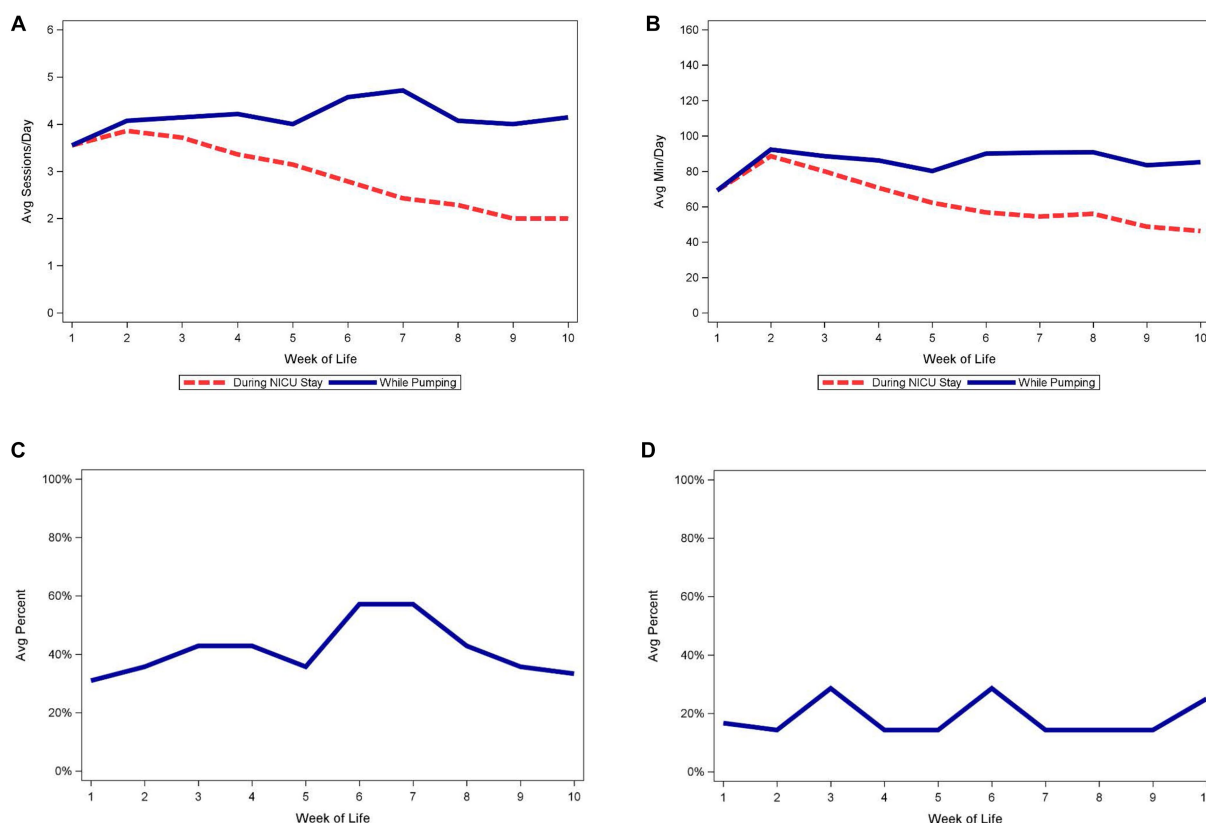 A
Avg Sessions/Day
6
5
4
3
2
1
0
1 2 3 4 5 6 7 8 9 10
Week of Life
During NICU Stay While Pumping
B
Avg Min/Day
160
140
120
100
80
60
40
20
0
1 2 3 4 5 6 7 8 9 10
Week of Life
During NICU Stay While Pumping
C
Avg Percent
100%
80%
60%
40%
20%
0%
1 2 3 4 5 6 7 8 9 10
Week of Life
D
Avg Percent
100%
80%
60%
40%
20%
0%
1 2 3 4 5 6 7 8 9
Week of Life